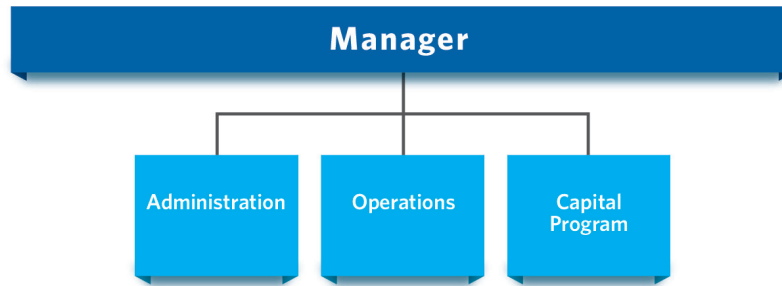 Manager
Administration
Operations
Capital
Program